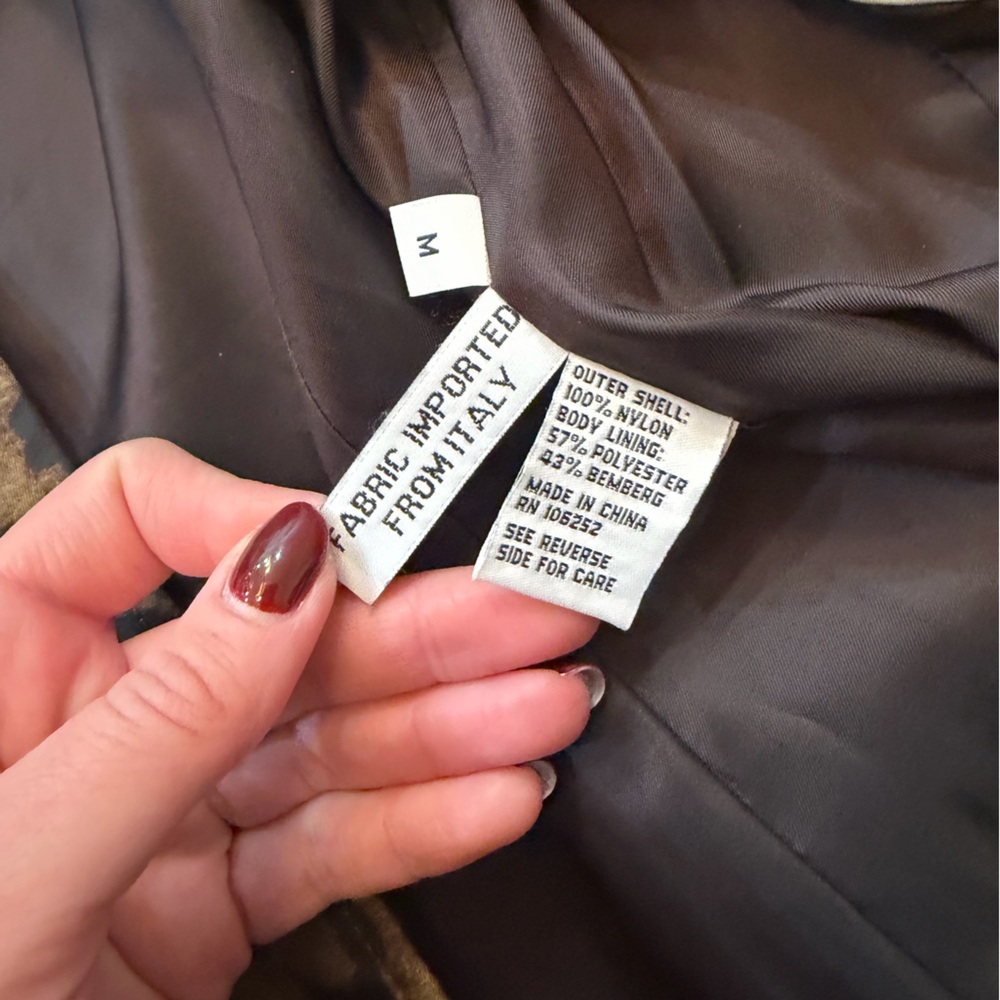 M
FABRIC IMPORTED
FROM ITALY
OUTER SHELL:
100% NYLON
BODY LINING:
57% POLYESTER
43% BEMBERG
MADE IN CHINA
RN 106252
SEE REVERSE
SIDE FOR CARE